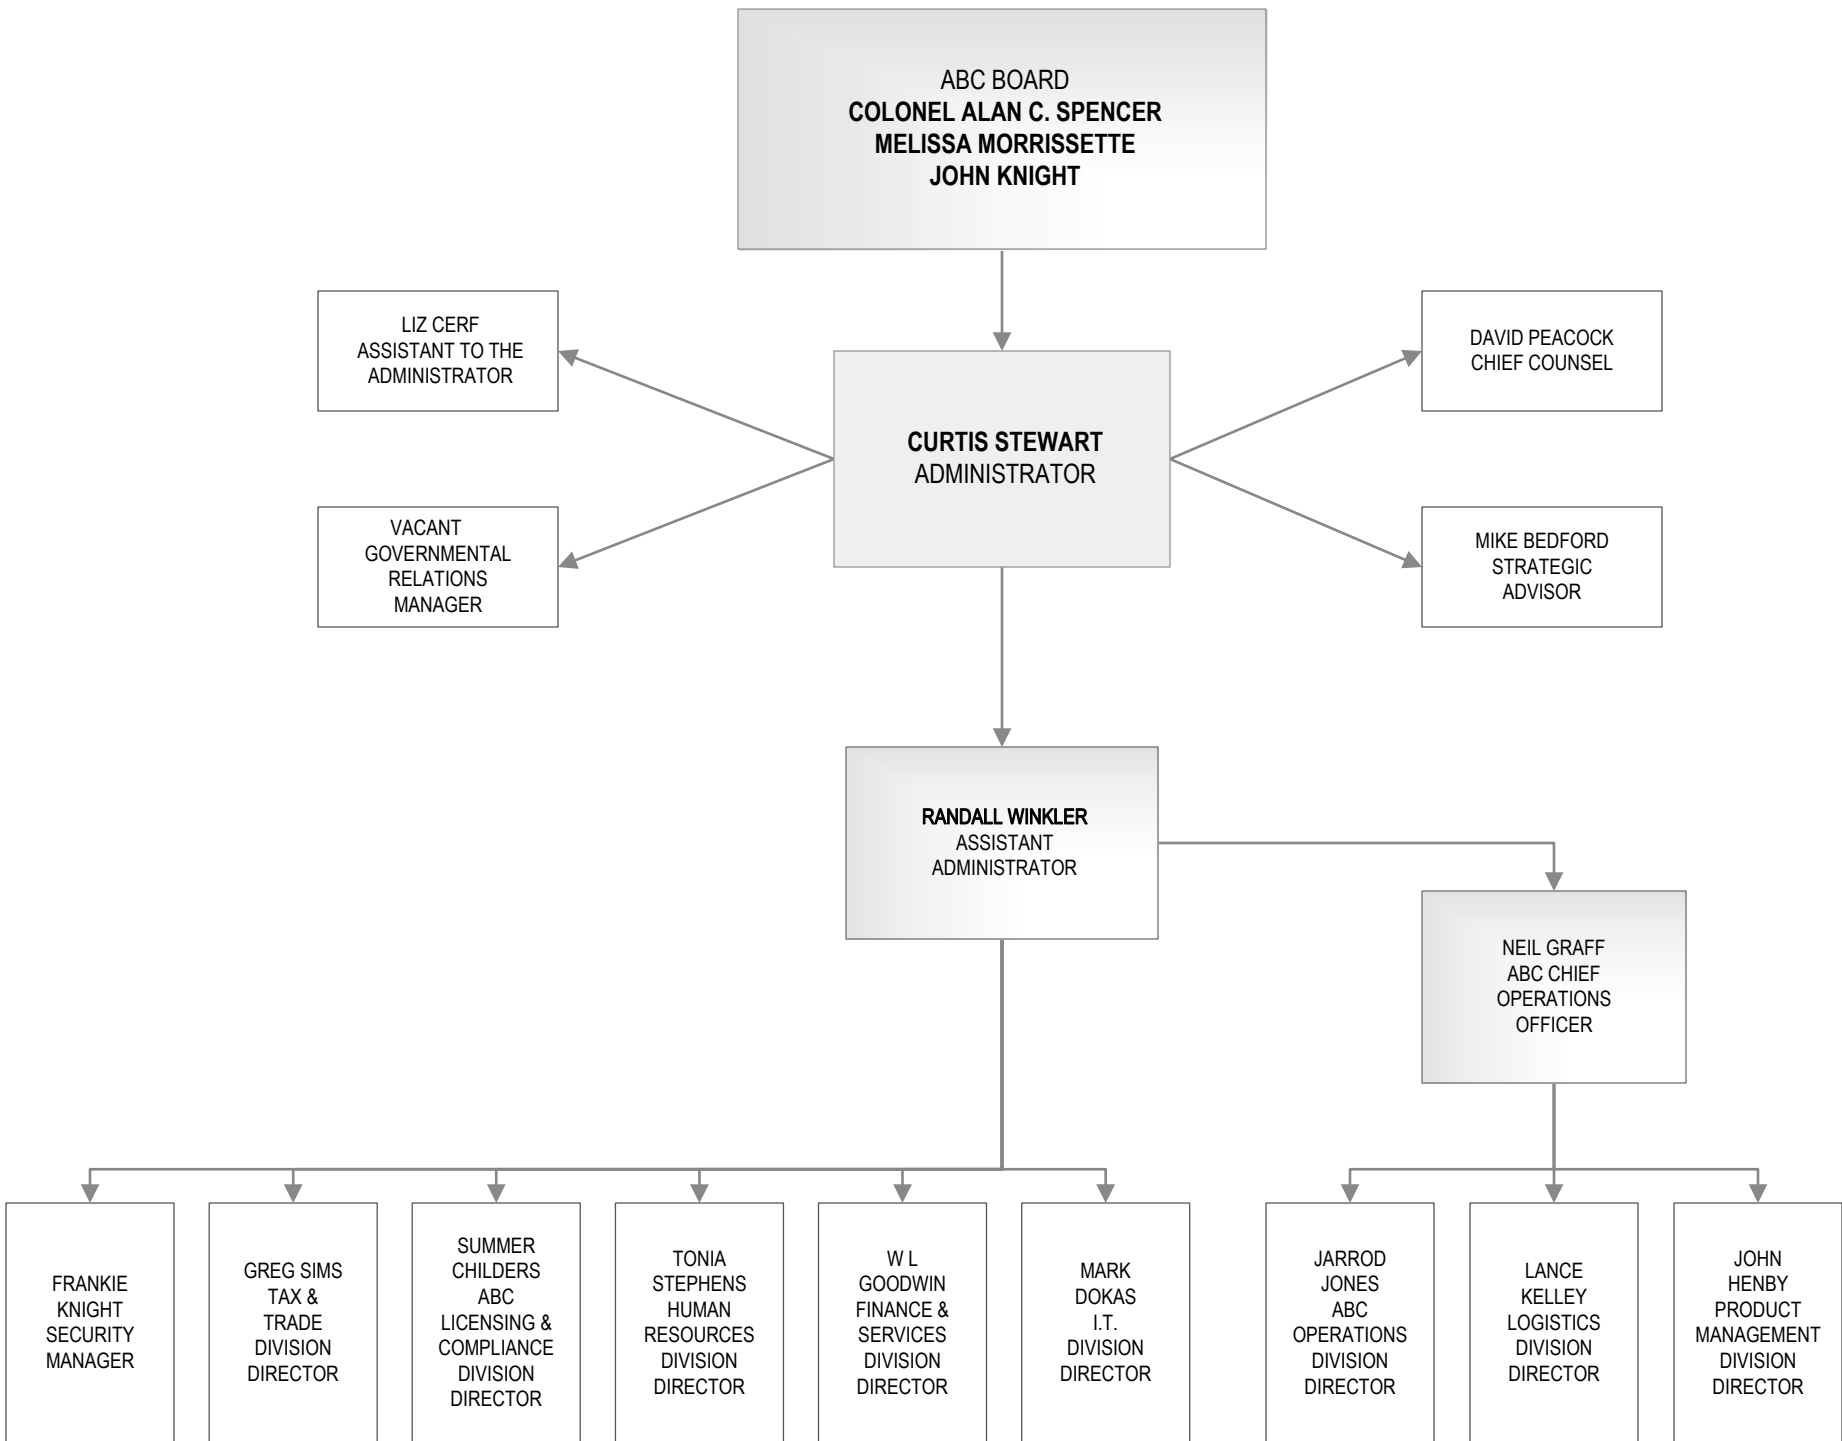 ABC BOARD
COLONEL ALAN C. SPENCER
MELISSA MORRISSETTE
JOHN KNIGHT
LIZ CERF
ASSISTANT TO THE
ADMINISTRATOR
DAVID PEACOCK
CHIEF COUNSEL
CURTIS STEWART
ADMINISTRATOR
VACANT
GOVERNMENTAL
RELATIONS
MANAGER
MIKE BEDFORD
STRATEGIC
ADVISOR
RANDALL WINKLER
ASSISTANT
ADMINISTRATOR
NEIL GRAFF
ABC CHIEF
OPERATIONS
OFFICER
FRANKIE
KNIGHT
SECURITY
MANAGER
GREG SIMS
TAX &
TRADE
DIVISION
DIRECTOR
SUMMER
CHILDERS
ABC
LICENSING &
COMPLIANCE
DIVISION
DIRECTOR
TONIA
STEPHENS
HUMAN
RESOURCES
DIVISION
DIRECTOR
W L
GOODWIN
FINANCE &
SERVICES
DIVISION
DIRECTOR
MARK
DOKAS
I.T.
DIVISION
DIRECTOR
JARROD
JONES
ABC
OPERATIONS
DIVISION
DIRECTOR
LANCE
KELLEY
LOGISTICS
DIVISION
DIRECTOR
JOHN
HENBY
PRODUCT
MANAGEMENT
DIVISION
DIRECTOR